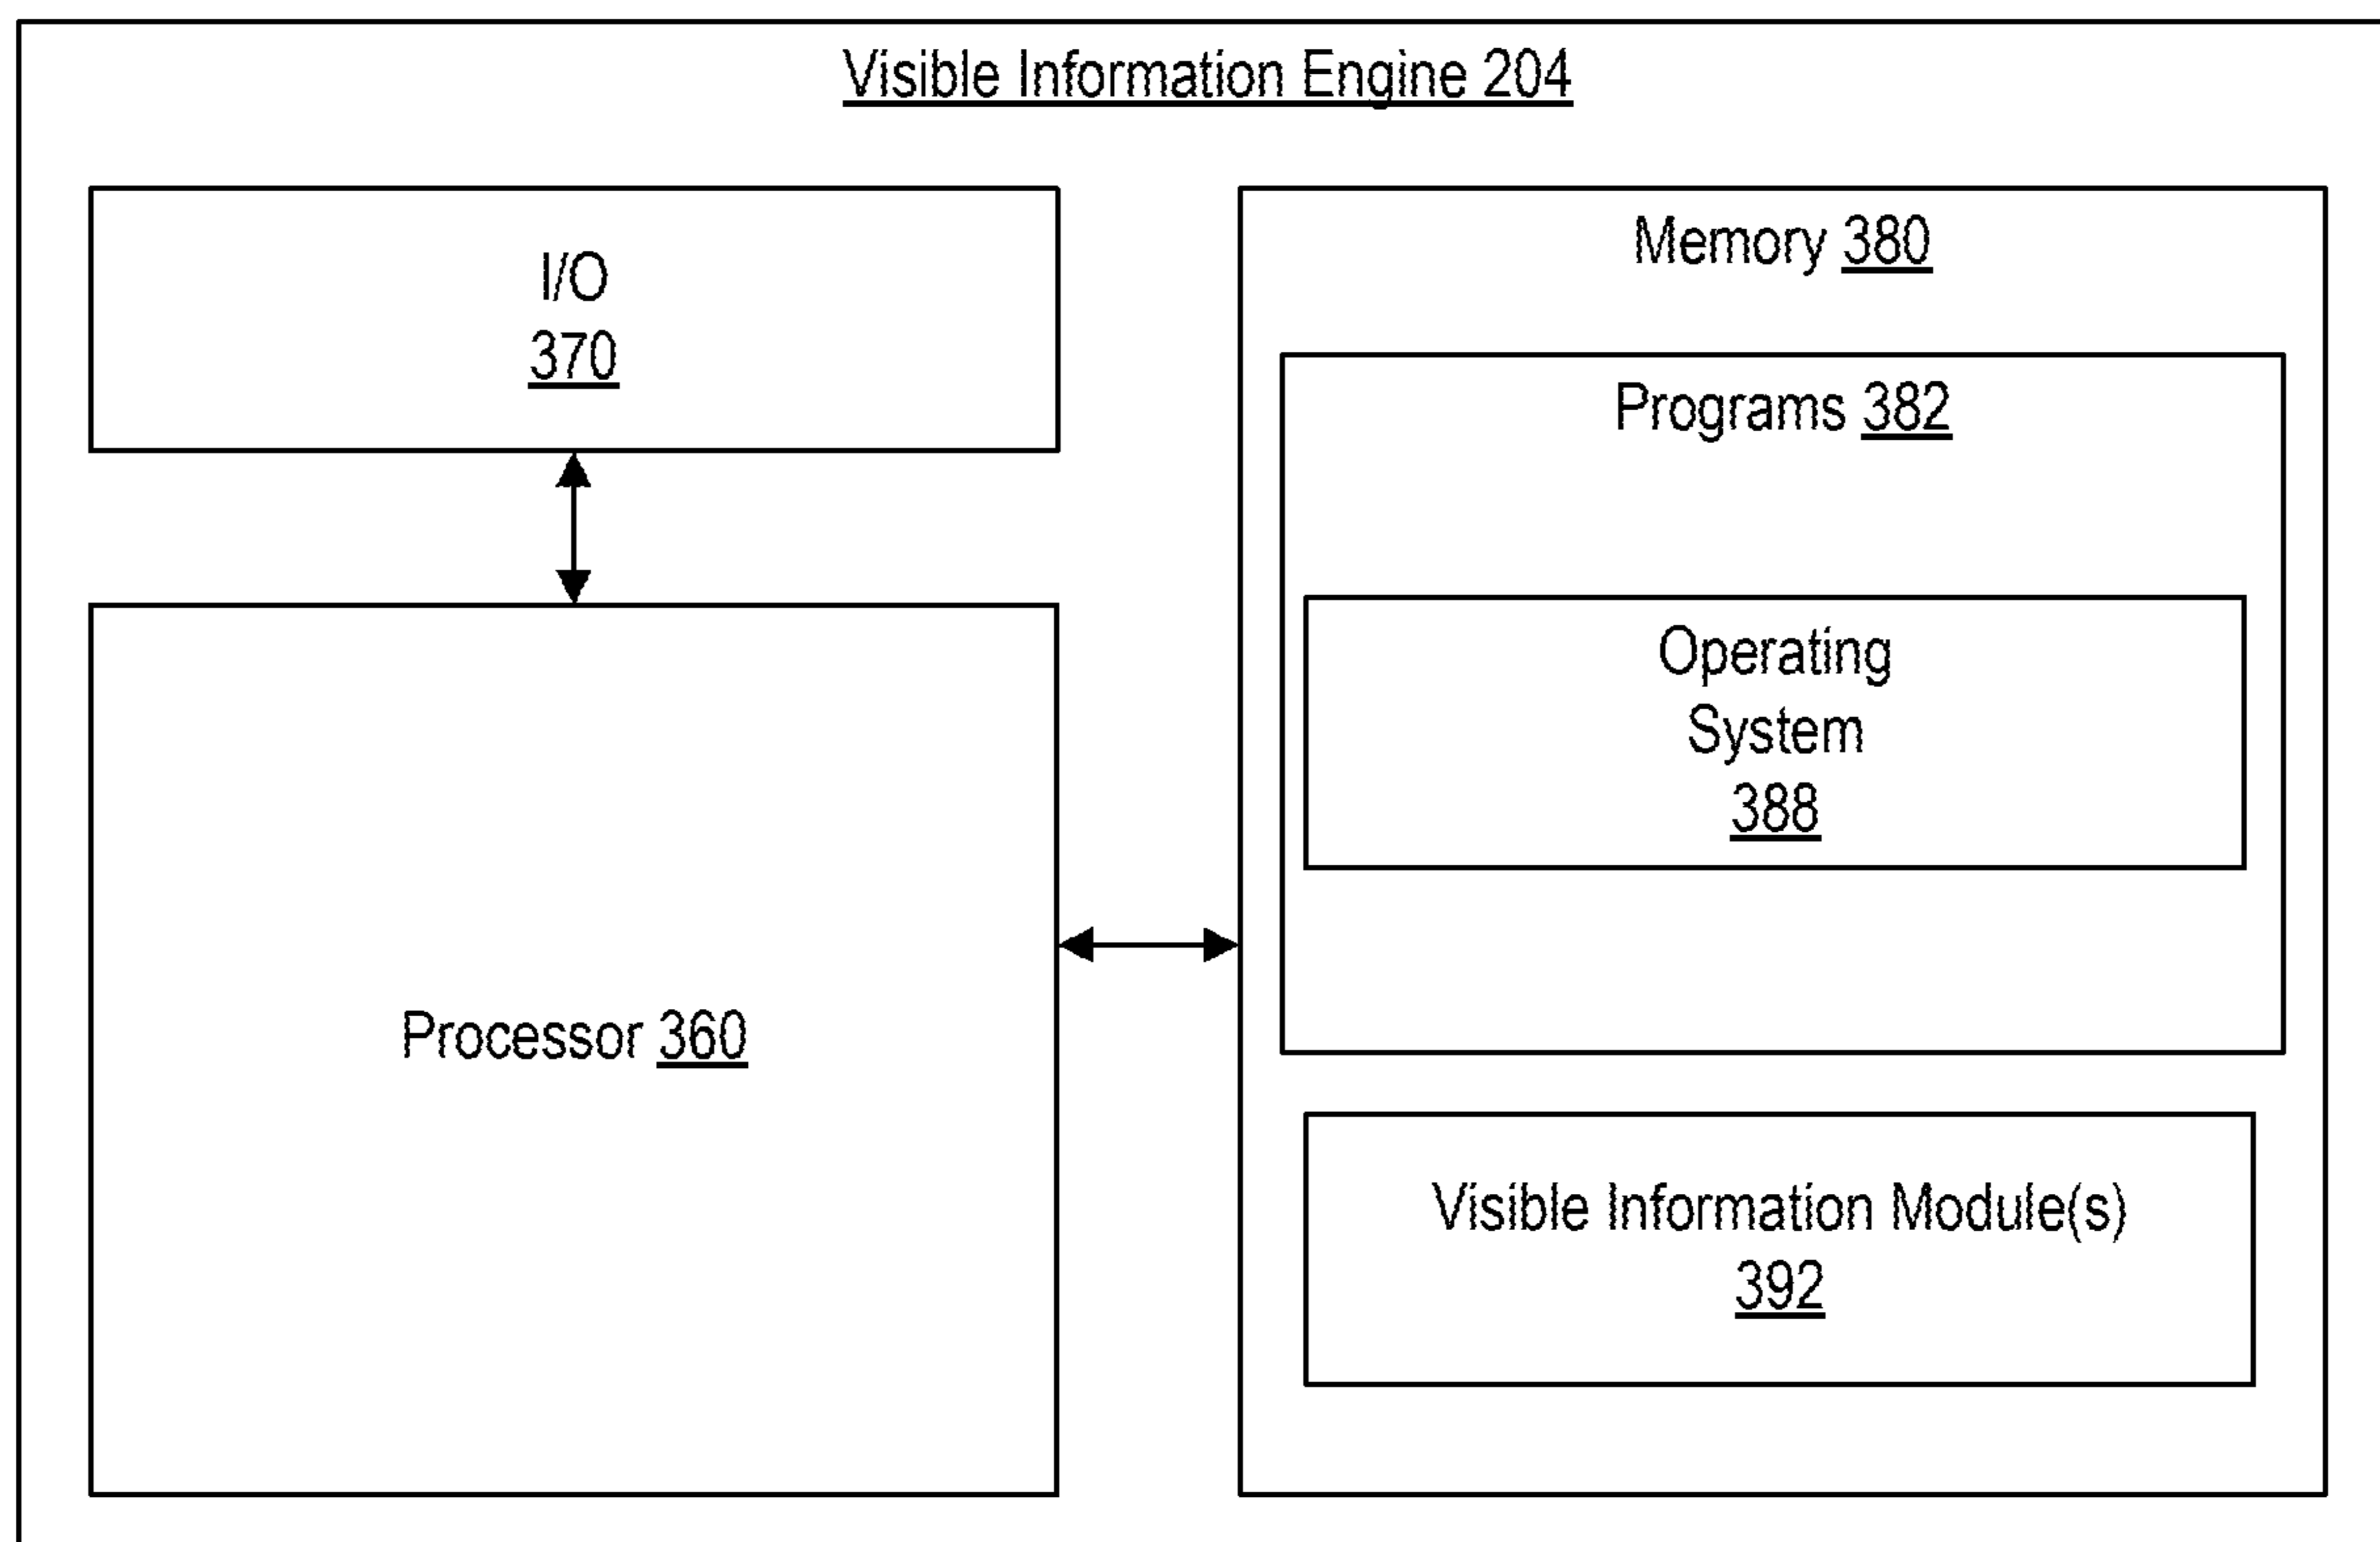 Visible Information Engine 204
I/O
370
Processor 360
Memory 380
Programs 382
Operating
System
388
Visible Information Module(s)
392